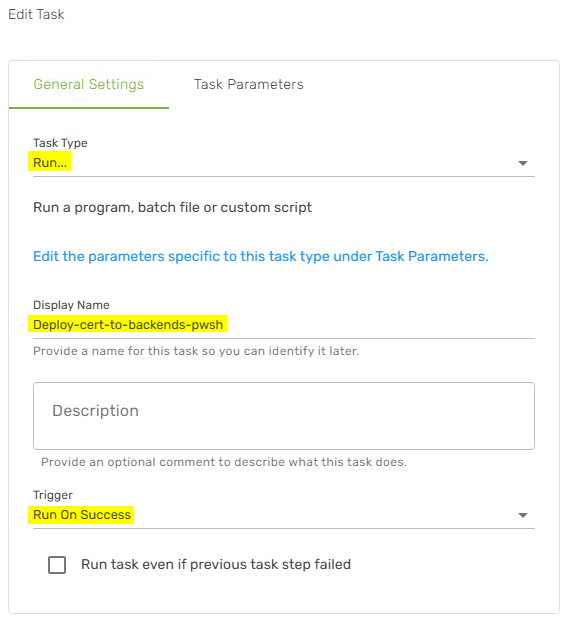 Edit Task
General Settings
Task Parameters
Task Type
Run...
Run a program, batch file or custom script
Edit the parameters specific to this task type under Task Parameters.
Display Name
Deploy-cert-to-backends-pwsh
Provide a name for this task so you can identify it later.
Description
Provide an optional comment to describe what this task does.
Trigger
Run On Success
Run task even if previous task step failed